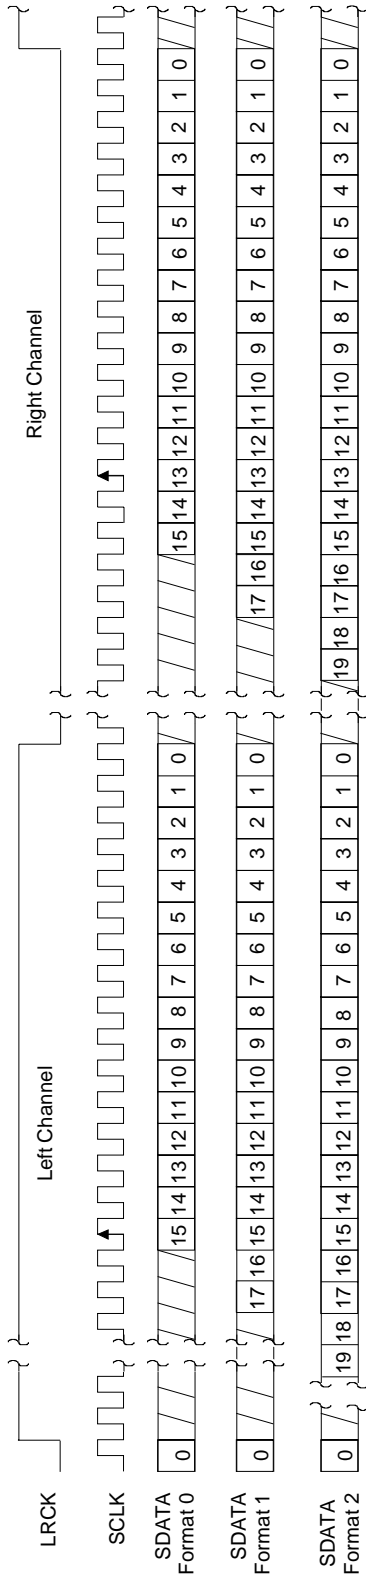 Left Channel
Right Channel
LRCK
SCLK
SDATA
Format 0
0 15 14 13 12 11 10 9 8 7 6 5 4 3 2 1 0 15 14 13 12 11 10 9 8 7 6 5 4 3 2 1 0
SDATA
Format 1
0 17 16 15 14 13 12 11 10 9 8 7 6 5 4 3 2 1 0 17 16 15 14 13 12 11 10 9 8 7 6 5 4 3 2 1 0
SDATA
Format 2
0 19 18 17 16 15 14 13 12 11 10 9 8 7 6 5 4 3 2 1 0 19 18 17 16 15 14 13 12 11 10 9 8 7 6 5 4 3 2 1 0